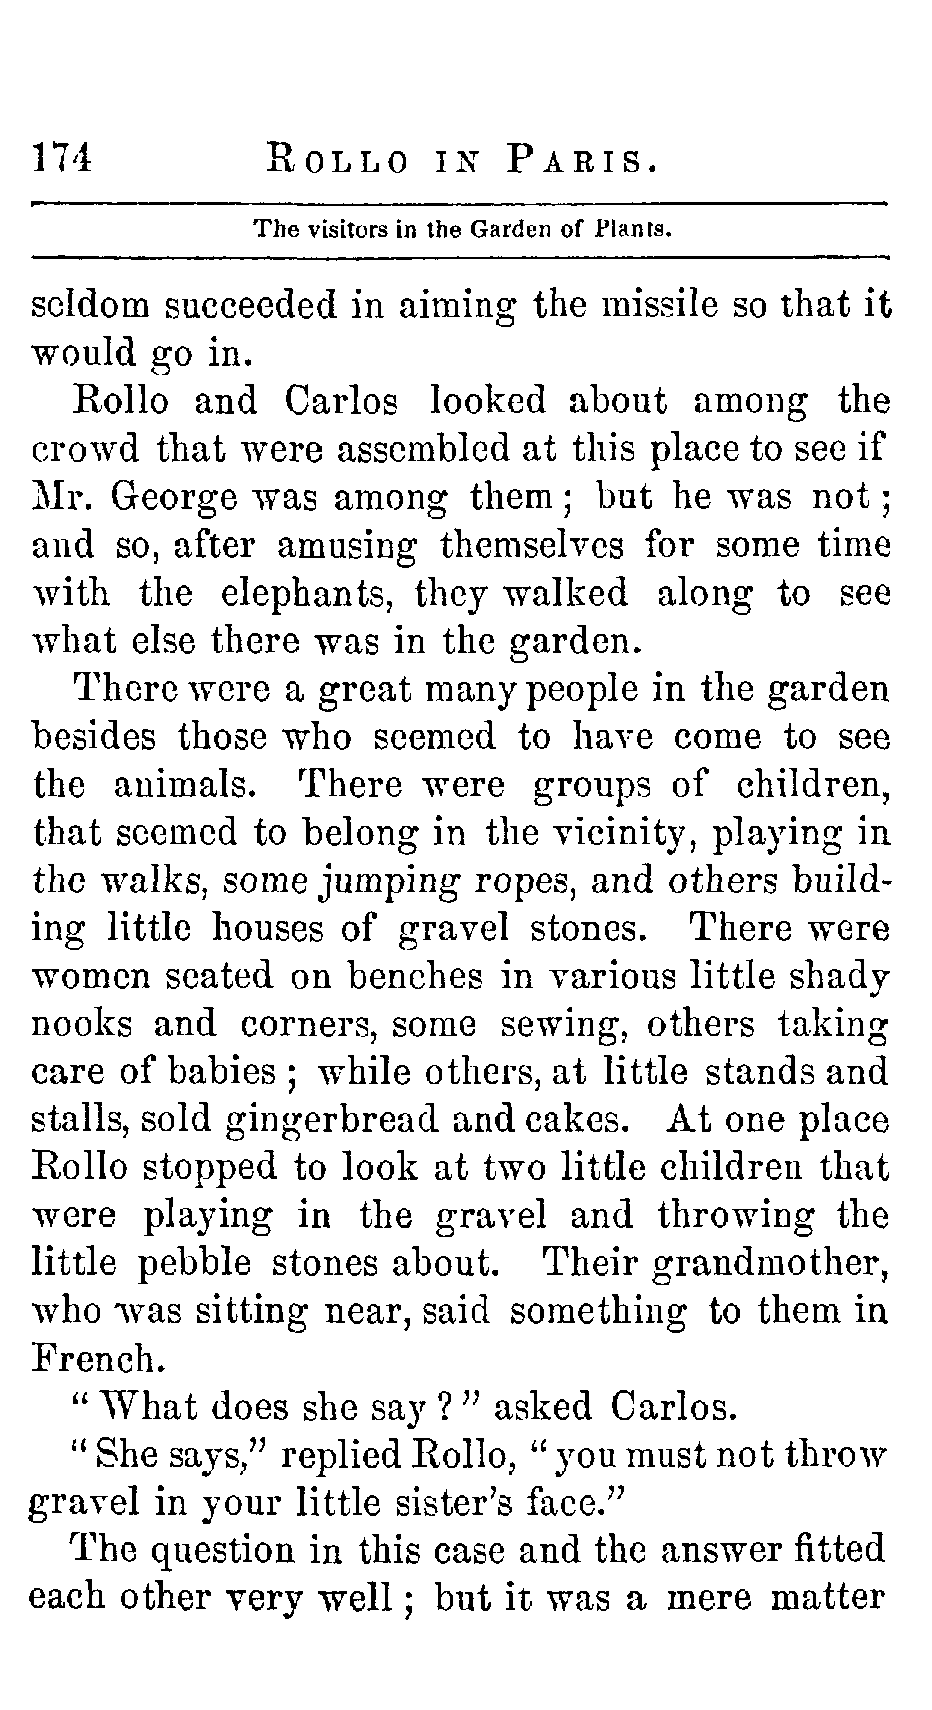 174 ROLLO IN PARIS.
The visitors in the Garden of Plants.
seldom succeeded in aiming the missile so that it
would go in.
Rollo and Carlos looked about among the
crowd that were assembled at this place to see if
Mr. George was among them ; but he was not ;
and so, after amusing themselves for some time
with the elephants, they walked along to see
what else there was in the garden.
There were a great many people in the garden
besides those who seemed to have come to see
the animals. There were groups of children,
that seemed to belong in the vicinity, playing in
the walks, some jumping ropes, and others build-
ing little houses of gravel stones. There were
women seated on benches in various little shady
nooks and corners, some sewing, others taking
care of babies ; while others, at little stands and
stalls, sold gingerbread and cakes. At one place
Rollo stopped to look at two little children that
were playing in the gravel and throwing the
little pebble stones about. Their grandmother,
who was sitting near, said something to them in
French.
“ What does she say ? ” asked Carlos.
“ She says,” replied Rollo, “ you must not throw
gravel in your little sister’s face.”
The question in this case and the answer fitted
each other very well ; but it was a mere matter